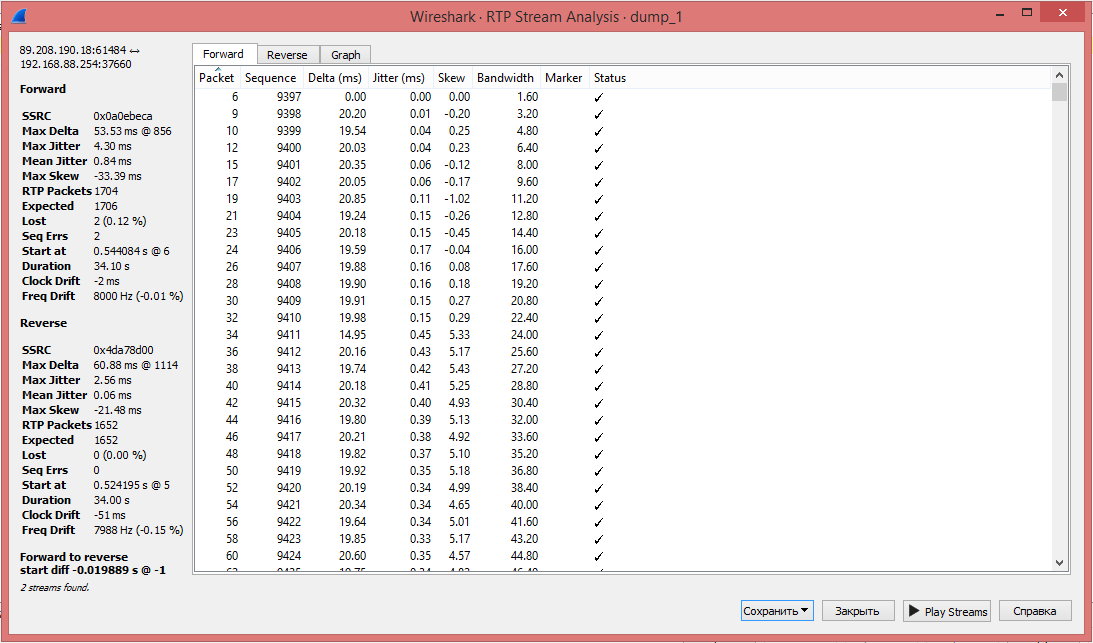 Wireshark · RTP Stream Analysis · dump_1
89.208.190.18:61484 ↔
192.168.88.254:37660
Forward
SSRC 0x0a0ebeca
Max Delta 53.53 ms @ 856
Max Jitter 4.30 ms
Mean Jitter 0.84 ms
Max Skew -33.39 ms
RTP Packets 1704
Expected 1706
Lost 2 (0.12 %)
Seq Errs 2
Start at 0.544084 s @ 6
Duration 34.10 s
Clock Drift -2 ms
Freq Drift 8000 Hz (-0.01 %)
Reverse
SSRC 0x4da78d00
Max Delta 60.88 ms @ 1114
Max Jitter 2.56 ms
Mean Jitter 0.06 ms
Max Skew -21.48 ms
RTP Packets 1652
Expected 1652
Lost 0 (0.00 %)
Seq Errs 0
Start at 0.524195 s @ 5
Duration 34.00 s
Clock Drift -51 ms
Freq Drift 7988 Hz (-0.15 %)
Forward to reverse
start diff -0.019889 s @ -1
2 streams found.
Forward Reverse Graph
Packet Sequence Delta (ms) Jitter (ms) Skew Bandwidth Marker Status
6 9397 0.00 0.00 0.00 1.60 ✓
9 9398 20.20 0.01 -0.20 3.20 ✓
10 9399 19.54 0.04 0.25 4.80 ✓
12 9400 20.03 0.04 0.23 6.40 ✓
15 9401 20.35 0.06 -0.12 8.00 ✓
17 9402 20.05 0.06 -0.17 9.60 ✓
19 9403 20.85 0.11 -1.02 11.20 ✓
21 9404 19.24 0.15 -0.26 12.80 ✓
23 9405 20.18 0.15 -0.45 14.40 ✓
24 9406 19.59 0.17 -0.04 16.00 ✓
26 9407 19.88 0.16 0.08 17.60 ✓
28 9408 19.90 0.16 0.18 19.20 ✓
30 9409 19.91 0.15 0.27 20.80 ✓
32 9410 19.98 0.15 0.29 22.40 ✓
34 9411 14.95 0.45 5.33 24.00 ✓
36 9412 20.16 0.43 5.17 25.60 ✓
38 9413 19.74 0.42 5.43 27.20 ✓
40 9414 20.18 0.41 5.25 28.80 ✓
42 9415 20.32 0.40 4.93 30.40 ✓
44 9416 19.80 0.39 5.13 32.00 ✓
46 9417 20.21 0.38 4.92 33.60 ✓
48 9418 19.82 0.37 5.10 35.20 ✓
50 9419 19.92 0.35 5.18 36.80 ✓
52 9420 20.19 0.34 4.99 38.40 ✓
54 9421 20.34 0.34 4.65 40.00 ✓
56 9422 19.64 0.34 5.01 41.60 ✓
58 9423 19.85 0.33 5.17 43.20 ✓
60 9424 20.60 0.35 4.57 44.80 ✓
Сохранить Закрыть Play Streams Справка